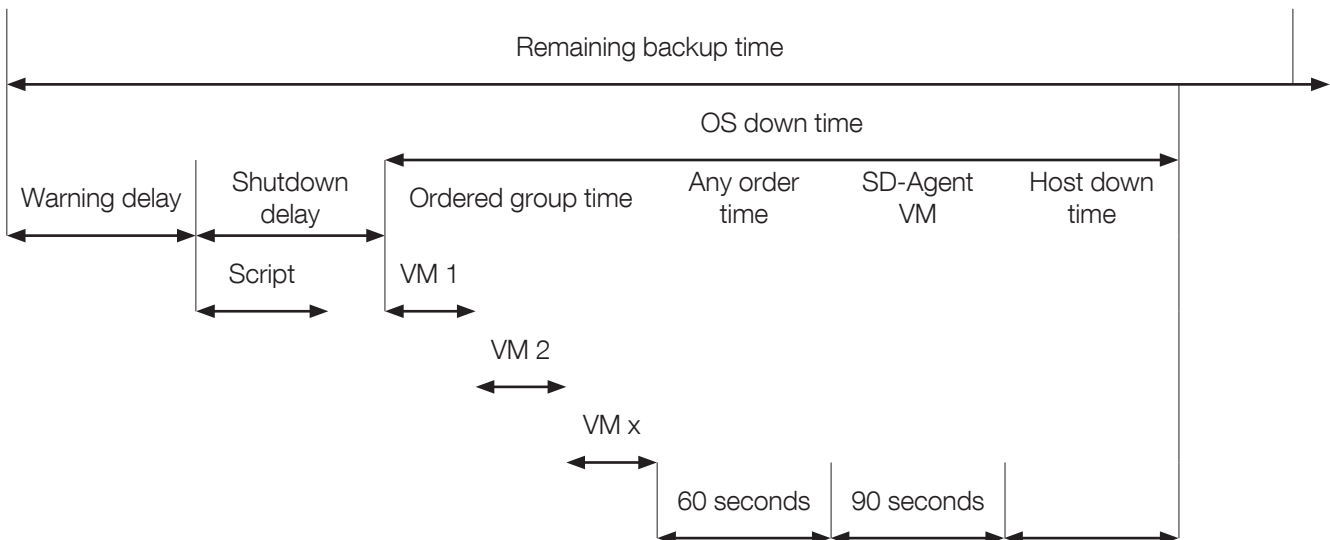 Remaining backup time
OS down time
Warning delay
Shutdown
delay
Ordered group time
Any order
time
SD-Agent
VM
Host down
time
Script
VM 1
VM 2
VM x
60 seconds
90 seconds